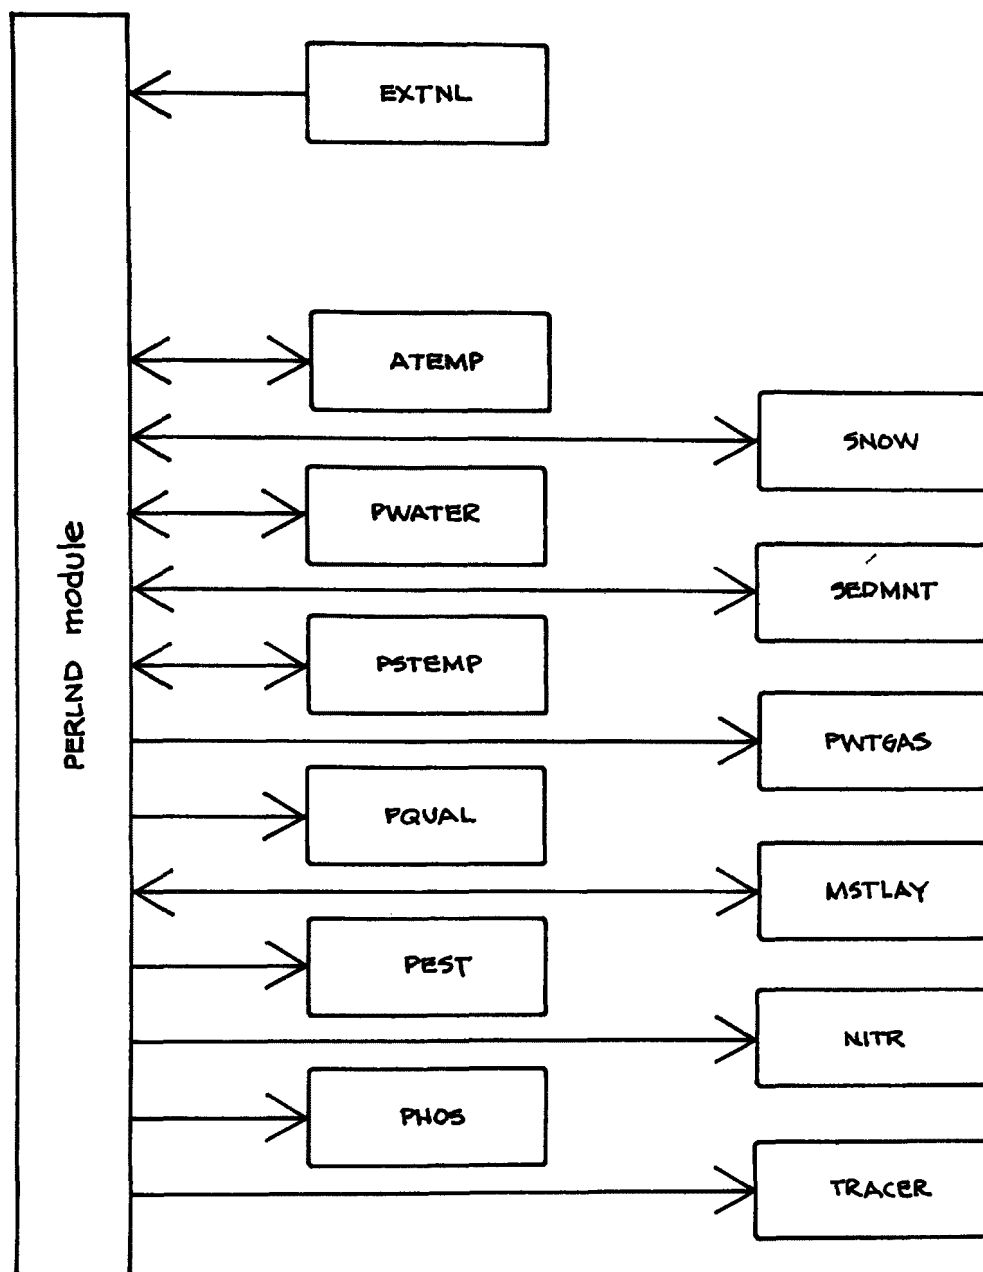 EXTNL
ATEMP
SNOW
PWATER
SEDMNT
PERLND module
PSTEMP
PWTGAS
PQUAL
MSTLAY
PEST
NITR
PHOS
TRACER